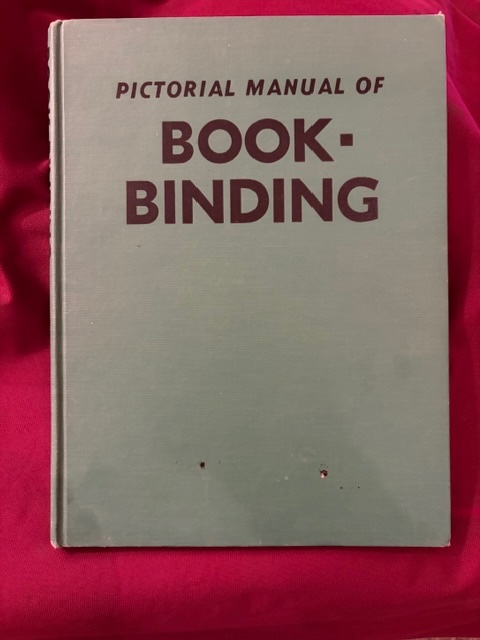 PICTORIAL MANUAL OF
BOOK-
BINDING